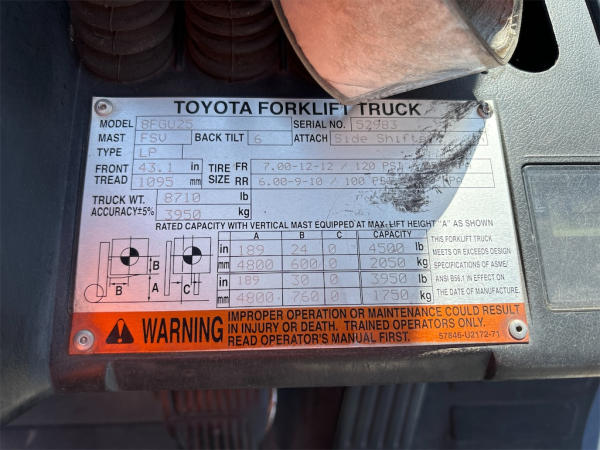 TOYOTA FORKLIFT TRUCK
MODEL 8FGU25 SERIAL NO. 52983
MAST FSV BACK TILT 6 ATTACH Side Shifter
TYPE LP
FRONT TREAD 43.1 in TIRE SIZE FR 7.00-12-12 / 120 PSI
1095 mm RR 6.00-9-10 / 100 PSI
TRUCK WT. 8710 lb
ACCURACY±5% 3950 kg
RATED CAPACITY WITH VERTICAL MAST EQUIPPED AT MAX. LIFT HEIGHT "A" AS SHOWN
A B C CAPACITY
in 189 24 0 4500 lb
mm 4800 600 0 2050 kg
in 189 30 0 3950 lb
mm 4800 760 0 1750 kg
B
B A C
THIS FORKLIFT TRUCK
MEETS OR EXCEEDS DESIGN
SPECIFICATIONS OF ASME/
ANSI B56.1 IN EFFECT ON
THE DATE OF MANUFACTURE.
WARNING
IMPROPER OPERATION OR MAINTENANCE COULD RESULT
IN INJURY OR DEATH. TRAINED OPERATORS ONLY.
READ OPERATOR'S MANUAL FIRST.
57846-U2172-71